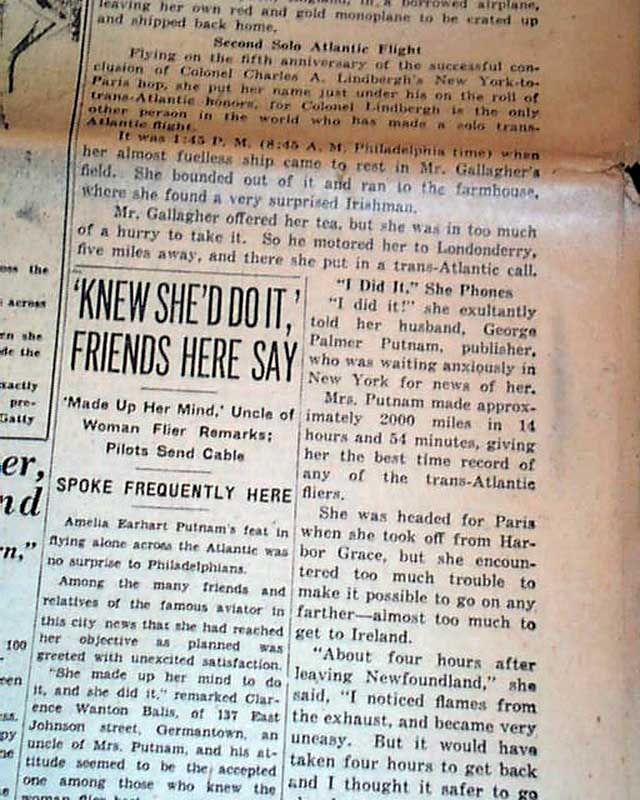 leaving her own red and gold monoplane to be crated up
and shipped back home.
Second Solo Atlantic Flight
Flying on the fifth anniversary of the successful con-
clusion of Colonel Charles A. Lindbergh's New York-to-
Paris hop, she put her name just under his on the roll of
trans-Atlantic honors, for Colonel Lindbergh is the only
other person in the world who has made a solo trans-
Atlantic flight.
It was 1:45 P. M. (8:45 A. M. Philadelphia time) when
her almost fuelless ship came to rest in Mr. Gallagher's
field. She bounded out of it and ran to the farmhouse,
where she found a very surprised Irishman.
Mr. Gallagher offered her tea, but she was in too much
of a hurry to take it. So he motored her to Londonderry,
five miles away, and there she put in a trans-Atlantic call.
"I Did It," She Phones
"I did it!" she exultantly
told her husband, George
Palmer Putnam, publisher,
who was waiting anxiously in
New York for news of her.
Mrs. Putnam made approx-
imately 2000 miles in 14
hours and 54 minutes, giving
her the best time record of
any of the trans-Atlantic
fliers.
She was headed for Paris
when she took off from Har-
bor Grace, but she encoun-
tered too much trouble to
make it possible to go on any
farther—almost too much to
get to Ireland.
"About four hours after
leaving Newfoundland," she
said, "I noticed flames from
the exhaust, and became very
uneasy. But it would have
taken four hours to get back
and I thought it safer to go
'KNEW SHE'D DO IT,'
FRIENDS HERE SAY
'Made Up Her Mind,' Uncle of
Woman Flier Remarks;
Pilots Send Cable
SPOKE FREQUENTLY HERE
Amelia Earhart Putnam's feat in
flying alone across the Atlantic was
no surprise to Philadelphians.
Among the many friends and
relatives of the famous aviator in
this city news that she had reached
her objective as planned was
greeted with unexcited satisfaction.
"She made up her mind to do
it, and she did it," remarked Clar-
ence Wanton Balis, of 137 East
Johnson street, Germantown, an
uncle of Mrs. Putnam, and his at-
titude seemed to be the accepted
one among those who knew the
woman flier
the
across
she
the
exactly
pre-
er,
nd
n,"
100